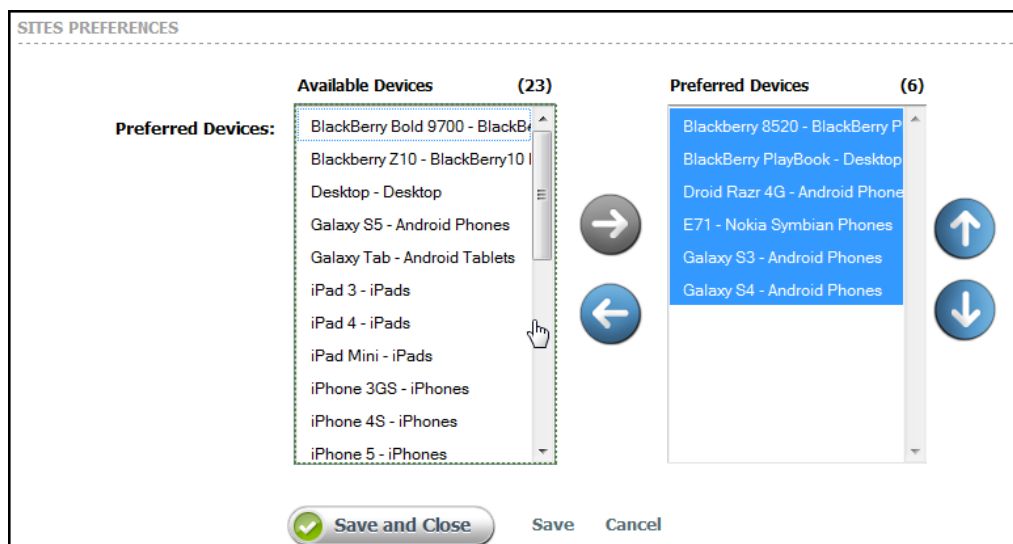 SITES PREFERENCES
Available Devices (23)
Preferred Devices (6)
Preferred Devices:
BlackBerry Bold 9700 - BlackBe
Blackberry Z10 - BlackBerry10
Desktop - Desktop
Galaxy S5 - Android Phones
Galaxy Tab - Android Tablets
iPad 3 - iPads
iPad 4 - iPads
iPad Mini - iPads
iPhone 3GS - iPhones
iPhone 4S - iPhones
iPhone 5 - iPhones
Blackberry 8520 - BlackBerry P
BlackBerry PlayBook - Desktop
Droid Razr 4G - Android Phone
E71 - Nokia Symbian Phones
Galaxy S3 - Android Phones
Galaxy S4 - Android Phones
Save and Close Save Cancel